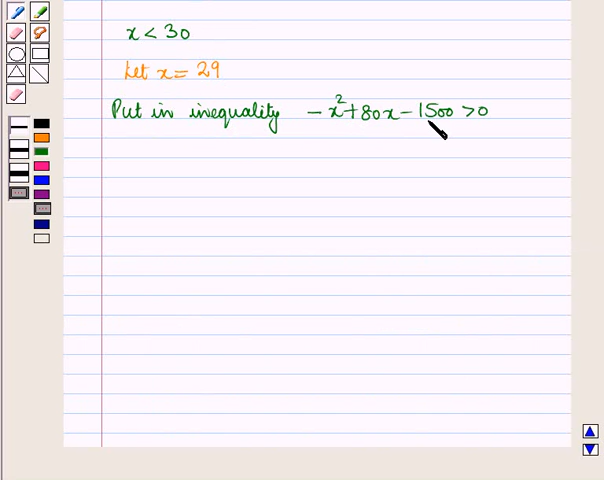 x < 30
Let x = 29
Put in inequality - x² + 80x - 1500 > 0